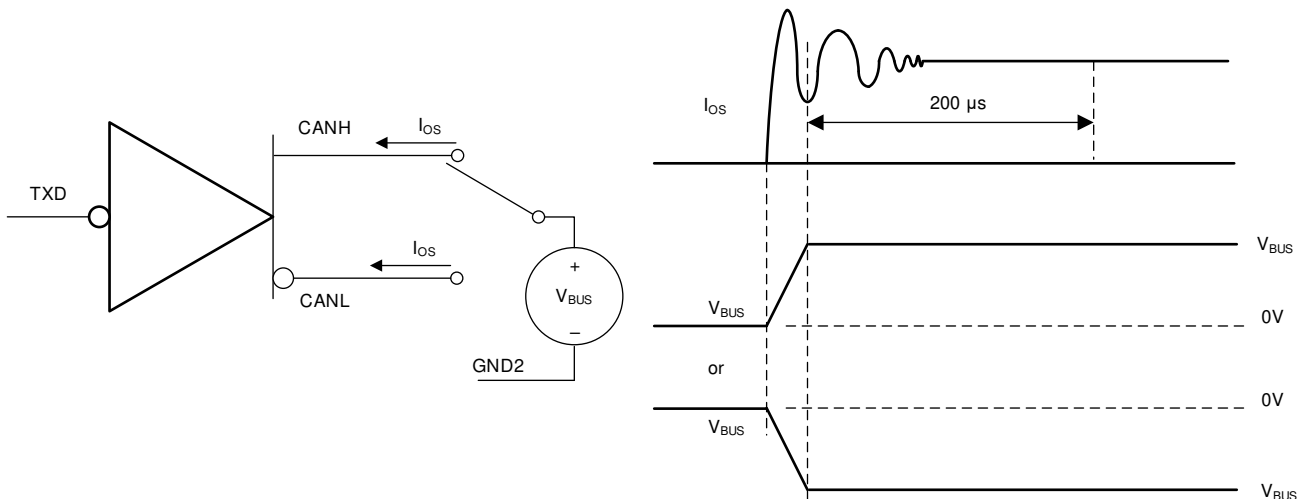 TXD
CANH
I_OS
I_OS
CANL
+
V_BUS
–
GND2
I_OS
200 µs
V_BUS
V_BUS
0V
or
0V
V_BUS
V_BUS